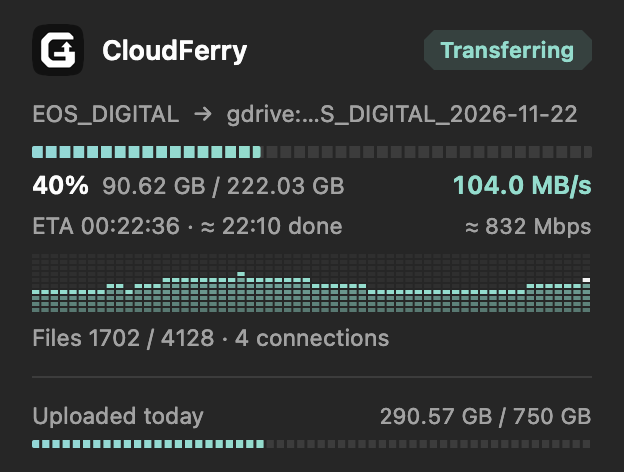 CloudFerry
Transferring
EOS_DIGITAL → gdrive:...S_DIGITAL_2026-11-22
40% 90.62 GB / 222.03 GB
104.0 MB/s
ETA 00:22:36 · ≈ 22:10 done
≈ 832 Mbps
Files 1702 / 4128 · 4 connections
Uploaded today
290.57 GB / 750 GB